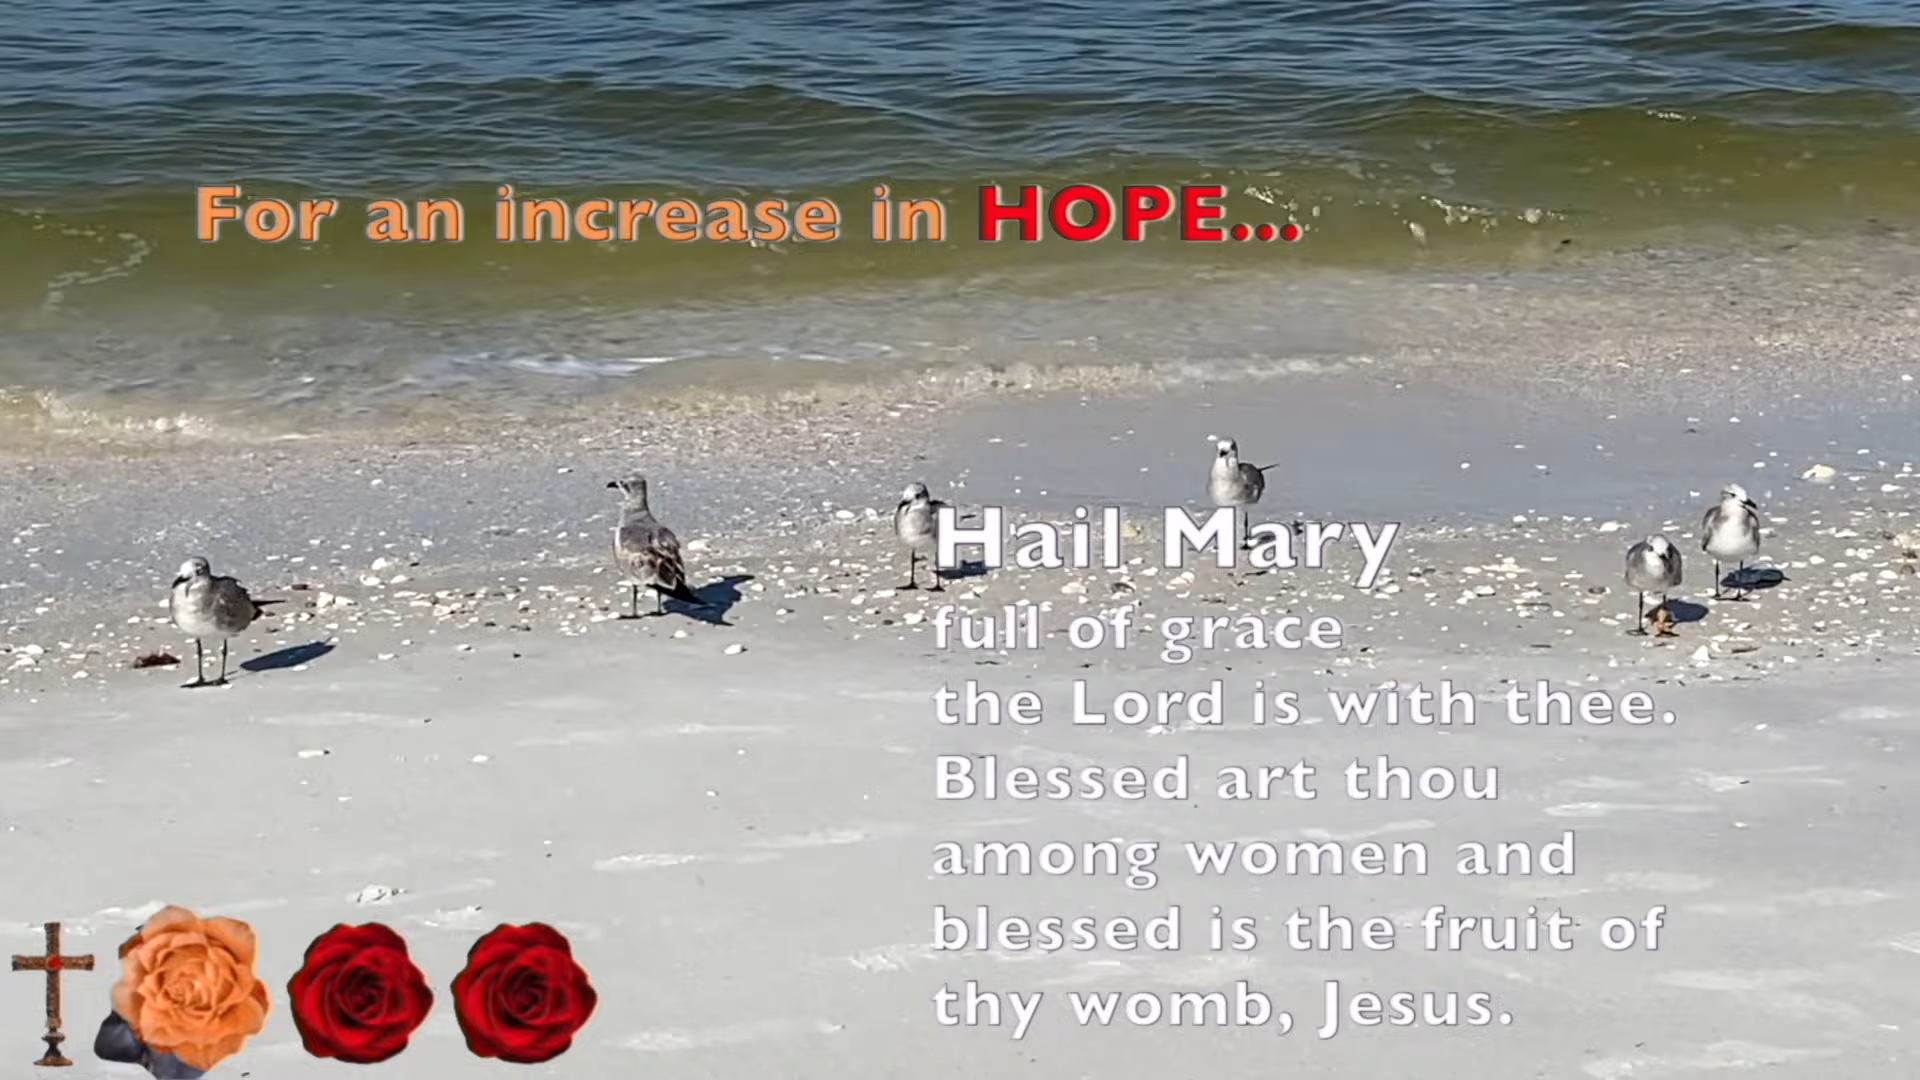 For an increase in HOPE...
Hail Mary
full of grace
the Lord is with thee.
Blessed art thou
among women and
blessed is the fruit of
thy womb, Jesus.